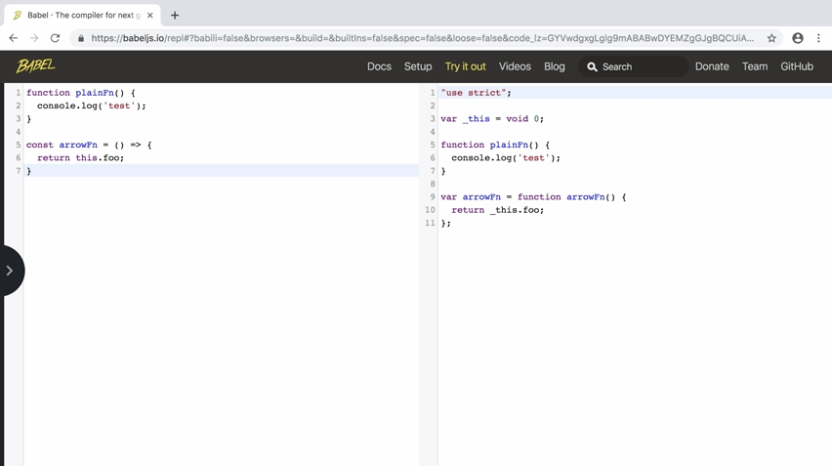 Babel · The compiler for next g
https://babeljs.io/repl#?babili=false&browsers=&build=&builtIns=false&spec=false&loose=false&code_lz=GYVwdgxgLglg9mABABwDYEMZgGJgBQCUiA...
BABEL
Docs Setup Try it out Videos Blog Search Donate Team GitHub
1 function plainFn() {
2 console.log('test');
3 }
4
5 const arrowFn = () => {
6 return this.foo;
7 }
1 "use strict";
2
3 var _this = void 0;
4
5 function plainFn() {
6 console.log('test');
7 }
8
9 var arrowFn = function arrowFn() {
10 return _this.foo;
11 };